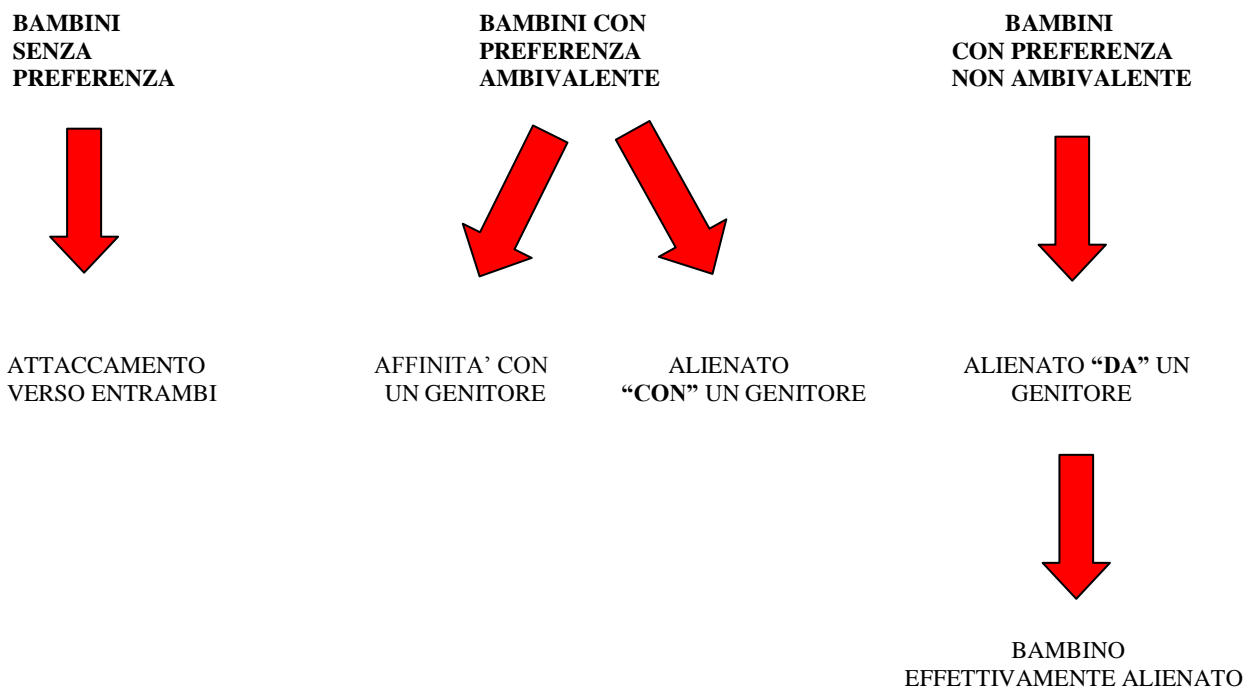 BAMBINI
SENZA
PREFERENZA
BAMBINI CON
PREFERENZA
AMBIVALENTE
BAMBINI
CON PREFERENZA
NON AMBIVALENTE
ATTACCAMENTO
VERSO ENTRAMBI
AFFINITA’ CON
UN GENITORE
ALIENATO
“CON” UN GENITORE
ALIENATO “DA” UN
GENITORE
BAMBINO
EFFETTIVAMENTE ALIENATO